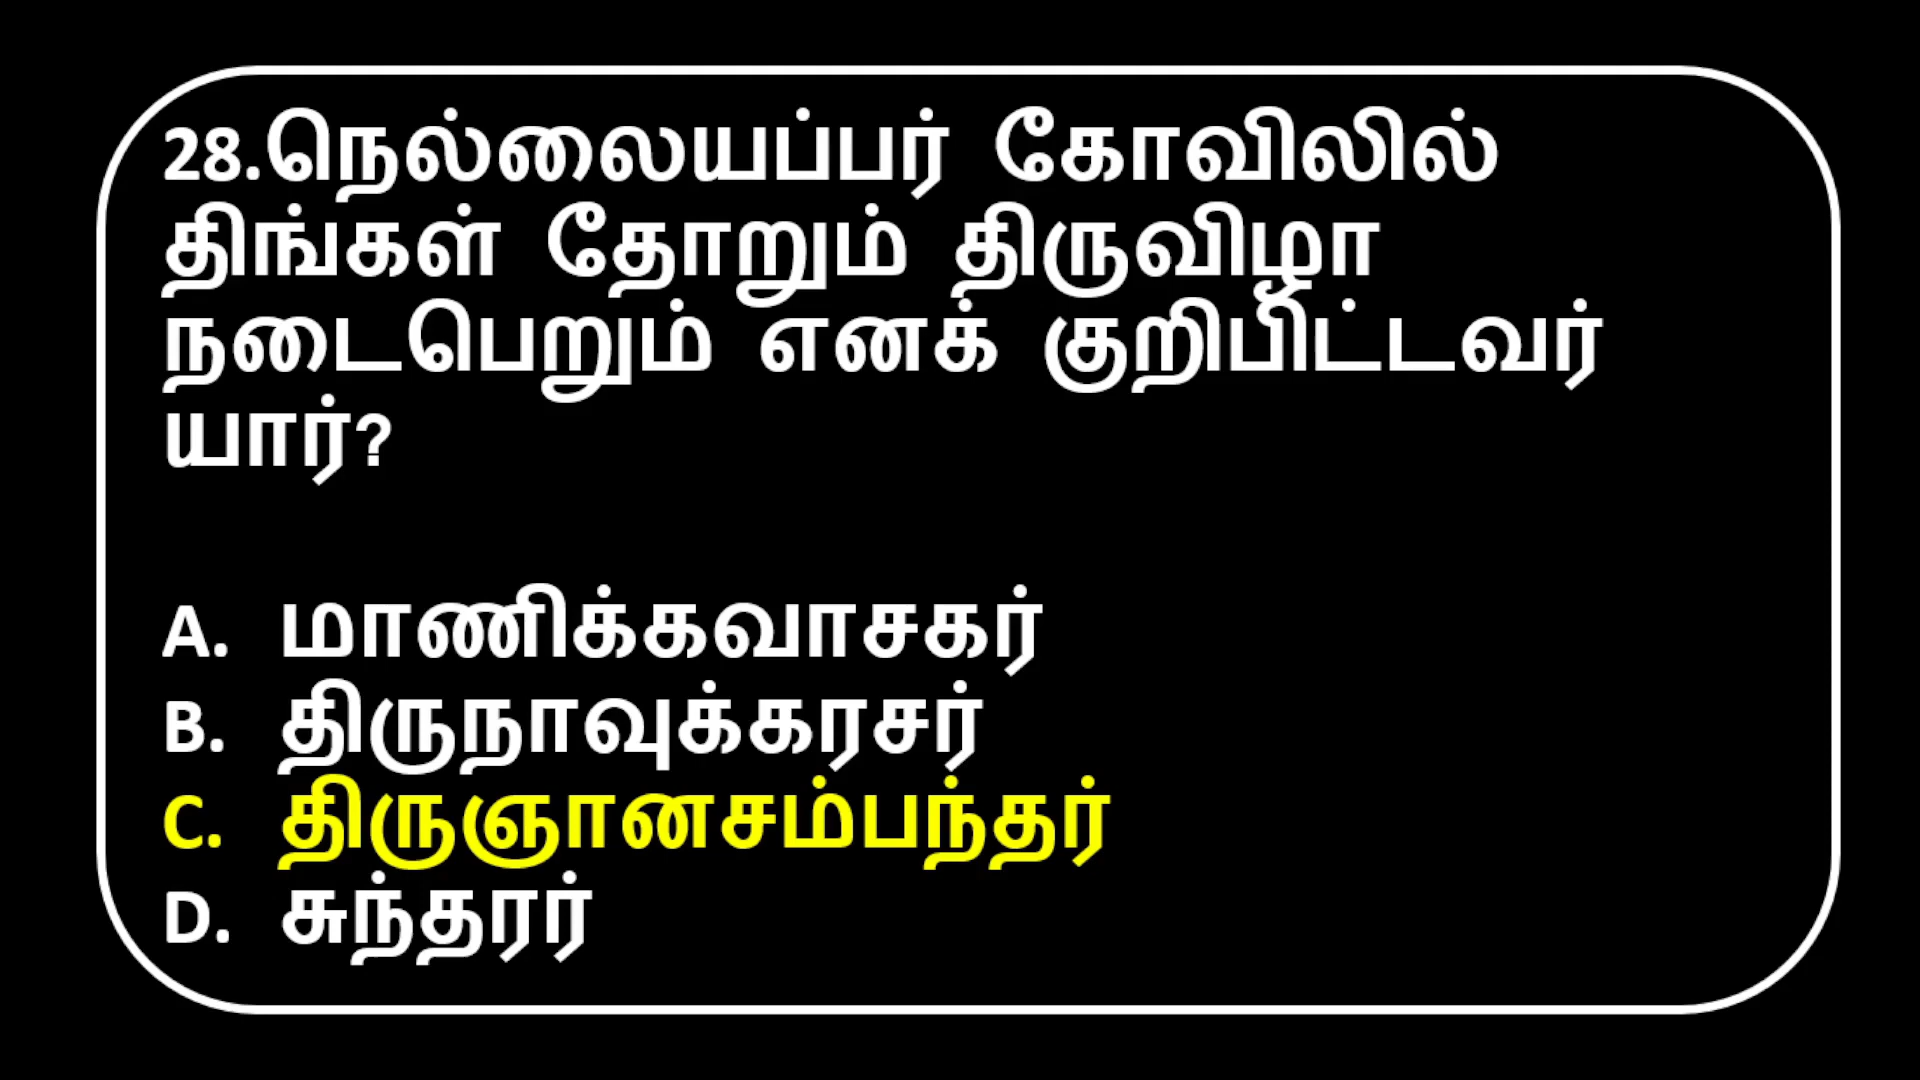 28.நெல்லையப்பர் கோவிலில்
திங்கள் தோறும் திருவிழா
நடைபெறும் எனக் குறிபிட்டவர்
யார்?
A. மாணிக்கவாசகர்
B. திருநாவுக்கரசர்
C. திருஞானசம்பந்தர்
D. சுந்தரர்